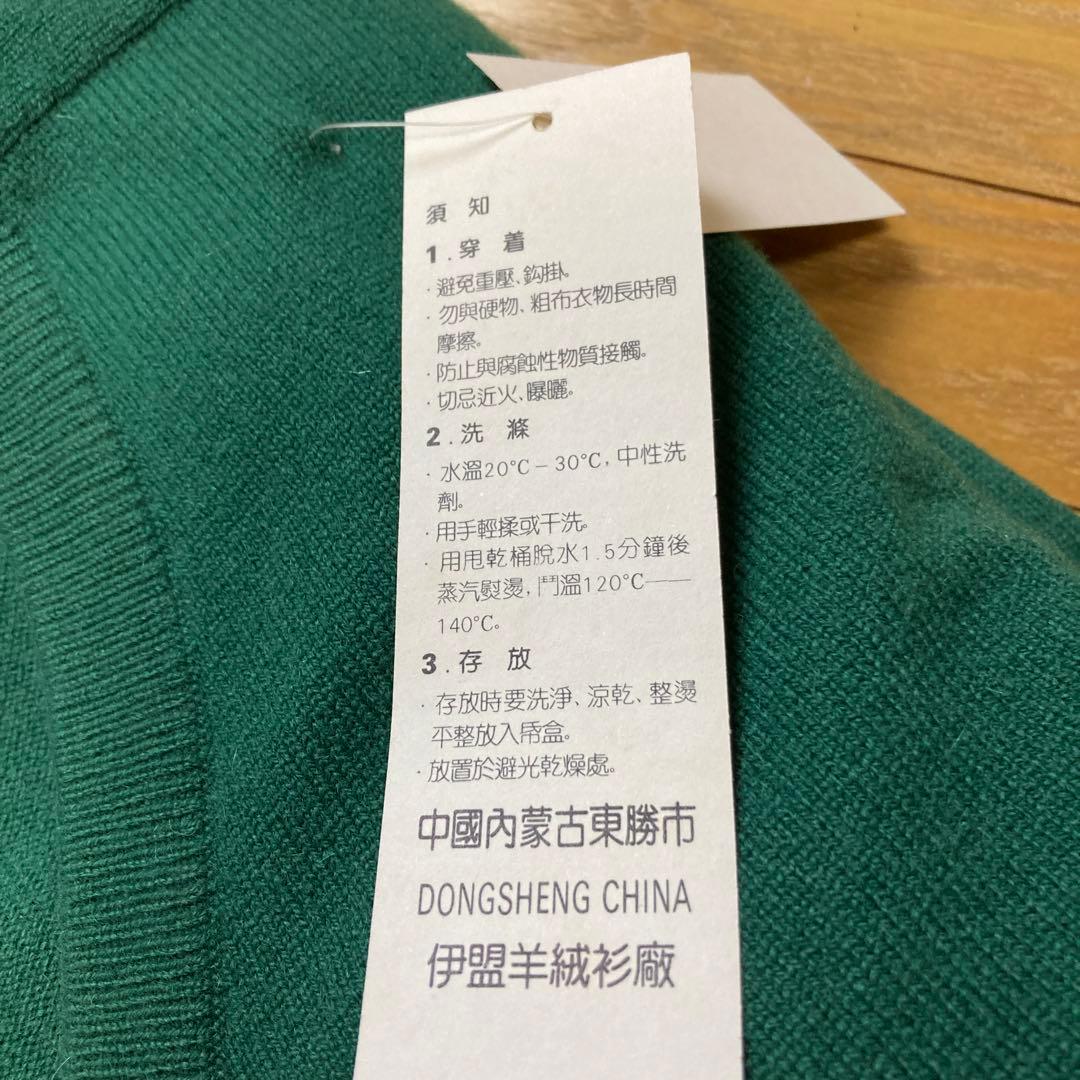 須 知
1.穿 着
·避免重壓、鈎掛。
·勿與硬物、粗布衣物長時間
摩擦。
·防止與腐蝕性物質接觸。
·切忌近火、曝曬。
2.洗 滌
·水溫20℃－30℃，中性洗
劑。
·用手輕揉或干洗。
·用甩乾桶脫水1.5分鐘後
蒸汽熨燙，鬥溫120℃——
140℃。
3.存 放
·存放時要洗淨、涼乾、整燙
平整放入帋盒。
·放置於避光乾燥處。
中國內蒙古東勝市
DONGSHENG CHINA
伊盟羊絨衫廠